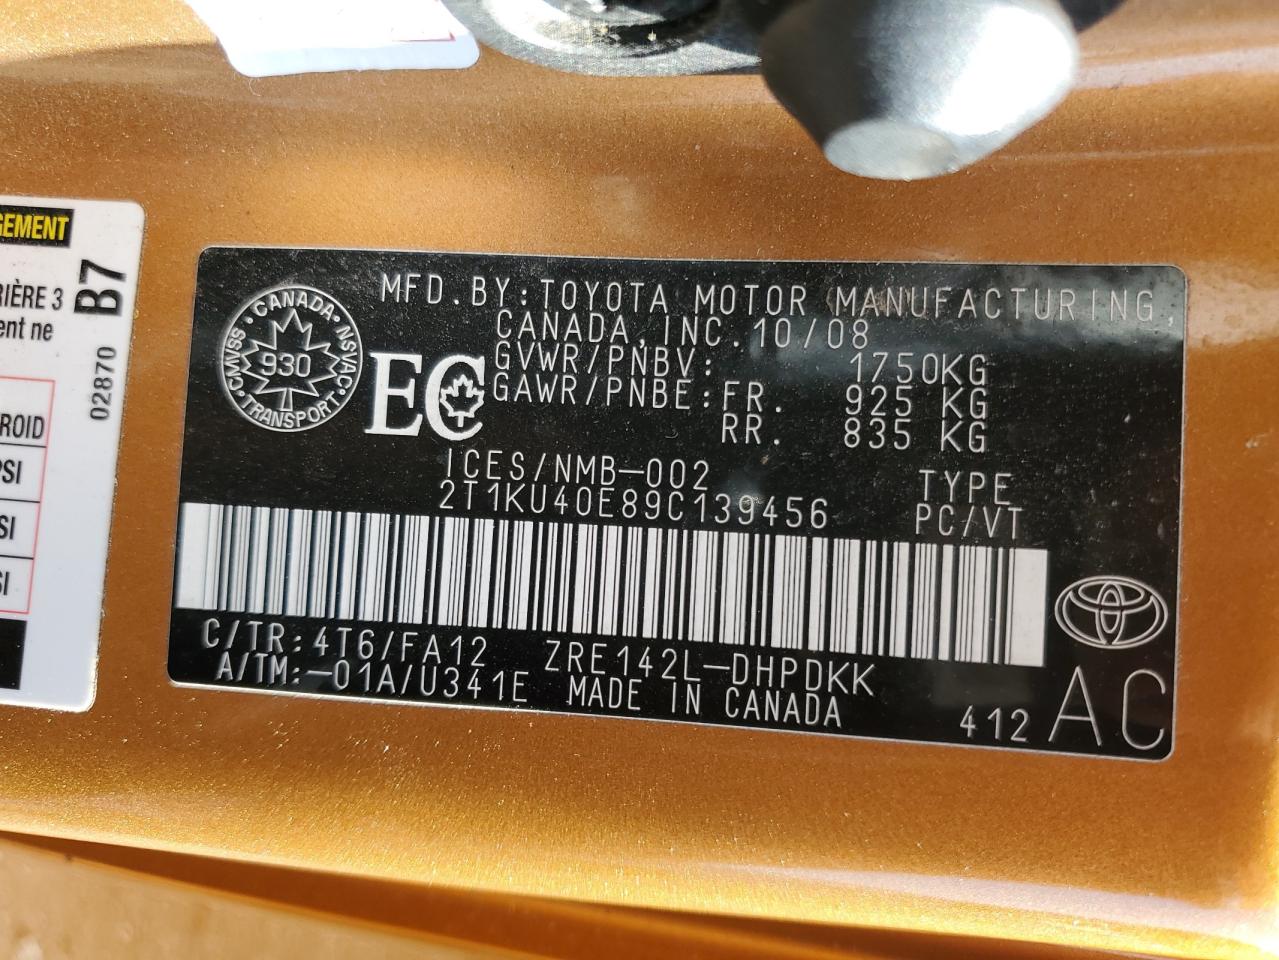 GEMENT
RIÈRE 3
ent ne
B7
02870
ROID
PSI
SI
SI
CANADA
CMVSS NSVAC
930
TRANSPORT
MFD.BY:TOYOTA MOTOR MANUFACTURING,
CANADA,INC.10/08
GVWR/PNBV: 1750KG
GAWR/PNBE:FR. 925 KG
RR. 835 KG
EC
ICES/NMB-002
TYPE
2T1KU40E89C139456
PC/VT
C/TR:4T6/FA12 ZRE142L-DHPDKK
A/TM:-01A/U341E MADE IN CANADA
412 AC